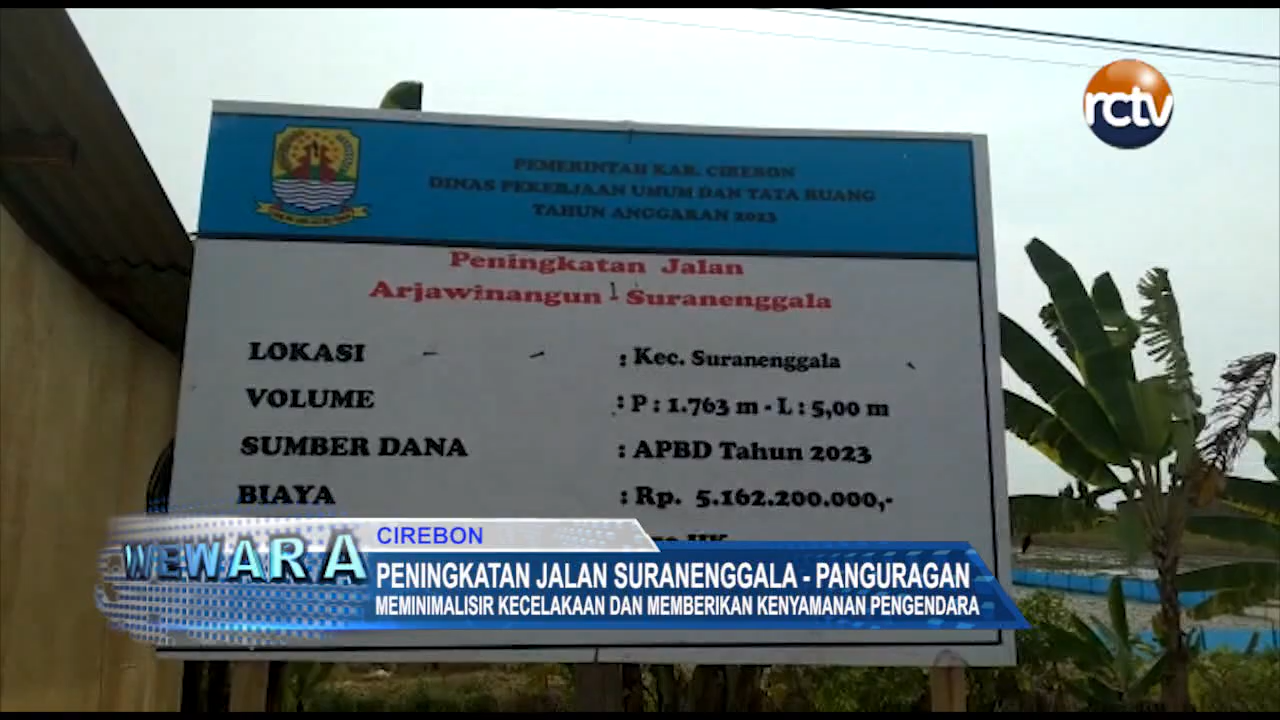 rctv
PEMERINTAH KAB. CIREBON
DINAS PEKERJAAN UMUM DAN TATA RUANG
TAHUN ANGGARAN 2023
Peningkatan Jalan
Arjawinangun - Suranenggala
LOKASI : Kec. Suranenggala
VOLUME : P : 1.763 m - L : 5,00 m
SUMBER DANA : APBD Tahun 2023
BIAYA : Rp. 5.162.200.000,-
HK
WEWARA
CIREBON
PENINGKATAN JALAN SURANENGGALA - PANGURAGAN
MEMINIMALISIR KECELAKAAN DAN MEMBERIKAN KENYAMANAN PENGENDARA